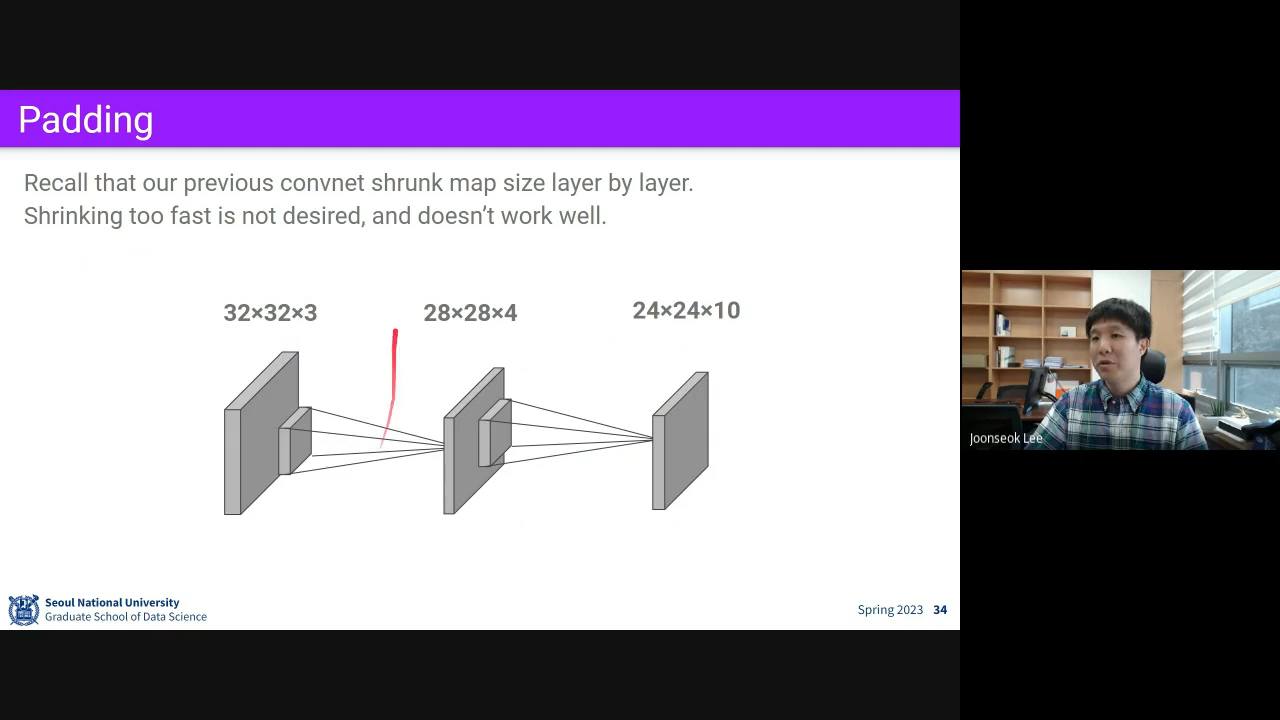 Padding
Recall that our previous convnet shrunk map size layer by layer.
Shrinking too fast is not desired, and doesn’t work well.
32×32×3
28×28×4
24×24×10
Joonseok Lee
Seoul National University
Graduate School of Data Science
Spring 2023 34